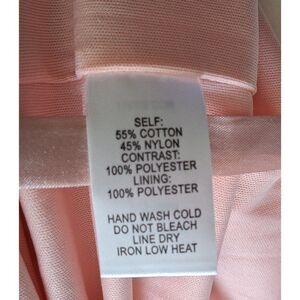 SELF:
55% COTTON
45% NYLON
CONTRAST:
100% POLYESTER
LINING:
100% POLYESTER
HAND WASH COLD
DO NOT BLEACH
LINE DRY
IRON LOW HEAT